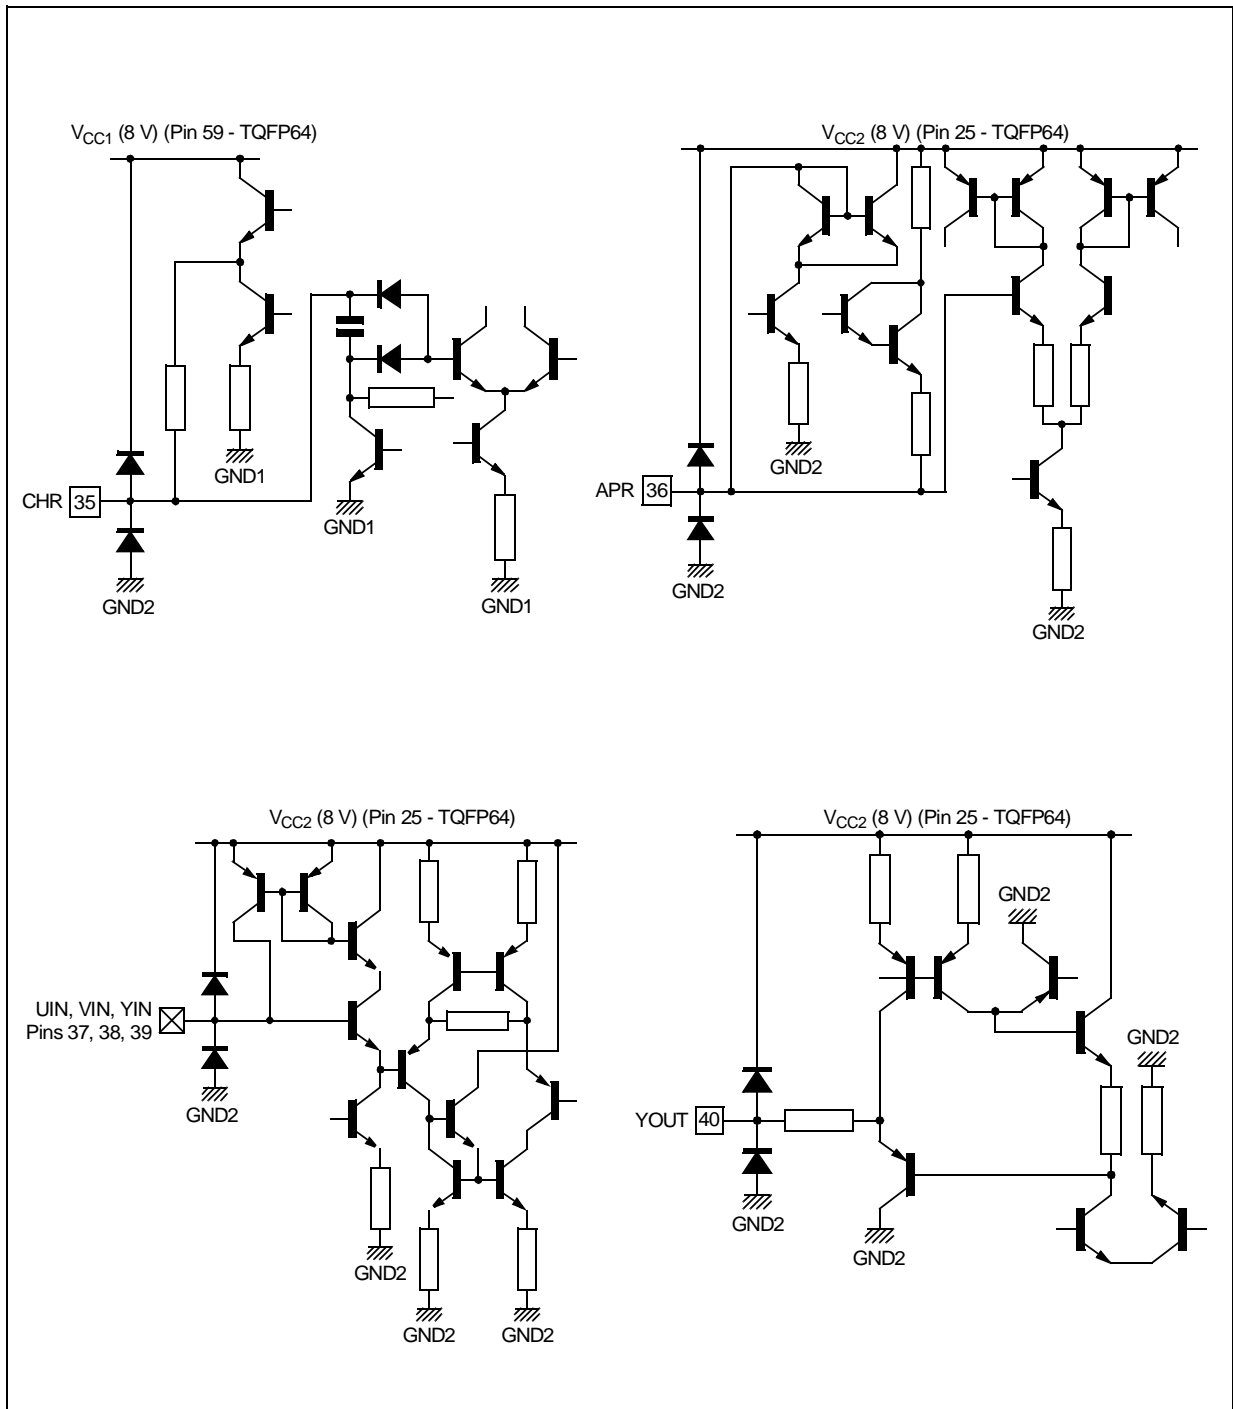 VCC1 (8 V) (Pin 59 - TQFP64)
CHR 35
GND1
GND2
GND1
GND1
VCC2 (8 V) (Pin 25 - TQFP64)
APR 36
GND2
GND2
GND2
VCC2 (8 V) (Pin 25 - TQFP64)
UIN, VIN, YIN
Pins 37, 38, 39
GND2
GND2
GND2
GND2
VCC2 (8 V) (Pin 25 - TQFP64)
GND2
GND2
YOUT 40
GND2
GND2